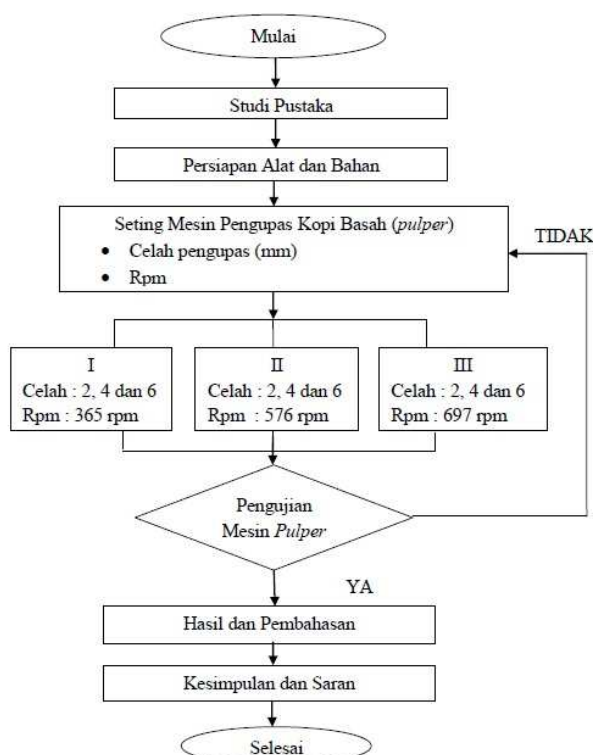 Mulai
Studi Pustaka
Persiapan Alat dan Bahan
Seting Mesin Pengupas Kopi Basah (pulper)
• Celah pengupas (mm)
• Rpm
TIDAK
I
Celah : 2, 4 dan 6
Rpm : 365 rpm
II
Celah : 2, 4 dan 6
Rpm : 576 rpm
III
Celah : 2, 4 dan 6
Rpm : 697 rpm
Pengujian
Mesin Pulper
YA
Hasil dan Pembahasan
Kesimpulan dan Saran
Selesai